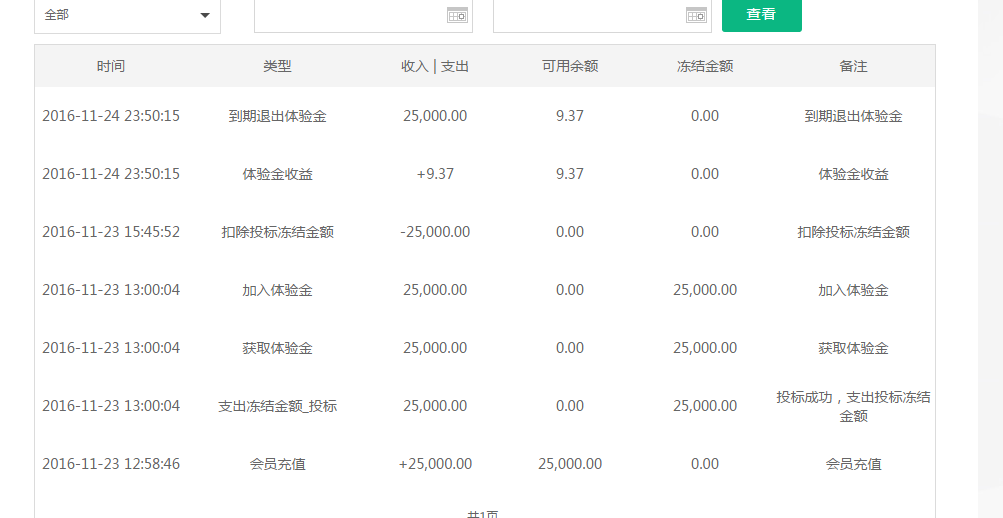 全部 查看
时间 类型 收入 | 支出 可用余额 冻结金额 备注
2016-11-24 23:50:15 到期退出体验金 25,000.00 9.37 0.00 到期退出体验金
2016-11-24 23:50:15 体验金收益 +9.37 9.37 0.00 体验金收益
2016-11-23 15:45:52 扣除投标冻结金额 -25,000.00 0.00 0.00 扣除投标冻结金额
2016-11-23 13:00:04 加入体验金 25,000.00 0.00 25,000.00 加入体验金
2016-11-23 13:00:04 获取体验金 25,000.00 0.00 25,000.00 获取体验金
2016-11-23 13:00:04 支出冻结金额_投标 25,000.00 0.00 25,000.00 投标成功，支出投标冻结
金额
2016-11-23 12:58:46 会员充值 +25,000.00 25,000.00 0.00 会员充值
共1页